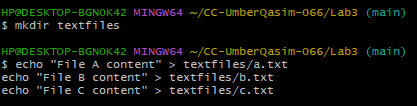 HP@DESKTOP-BGNOK42 MINGW64 ~/CC-UmberQasim-066/Lab3 (main)
$ mkdir textfiles

HP@DESKTOP-BGNOK42 MINGW64 ~/CC-UmberQasim-066/Lab3 (main)
$ echo "File A content" > textfiles/a.txt
echo "File B content" > textfiles/b.txt
echo "File C content" > textfiles/c.txt